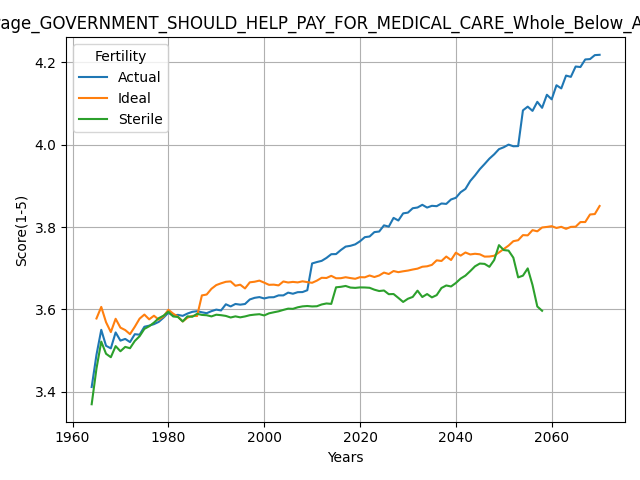 rage_GOVERNMENT_SHOULD_HELP_PAY_FOR_MEDICAL_CARE_Whole_Below_A
Fertility
Actual
Ideal
Sterile
4.2
4.0
3.8
3.6
3.4
Score(1-5)
1960 1980 2000 2020 2040 2060
Years